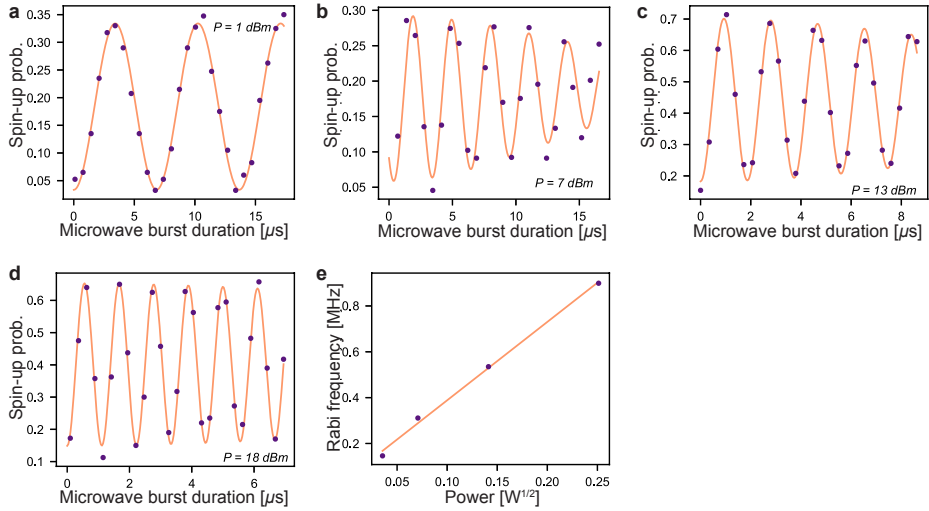 a
P = 1 dBm
Spin-up prob.
0.35
0.30
0.25
0.20
0.15
0.10
0.05
0 5 10 15
Microwave burst duration [µs]
b
P = 7 dBm
Spin-up prob.
0.30
0.25
0.20
0.15
0.10
0.05
0 5 10 15
Microwave burst duration [µs]
c
P = 13 dBm
Spin-up prob.
0.7
0.6
0.5
0.4
0.3
0.2
0 2 4 6 8
Microwave burst duration [µs]
d
P = 18 dBm
Spin-up prob.
0.6
0.5
0.4
0.3
0.2
0.1
0 2 4 6
Microwave burst duration [µs]
e
Rabi frequency [MHz]
0.8
0.6
0.4
0.2
0.05 0.10 0.15 0.20 0.25
Power [W1/2]